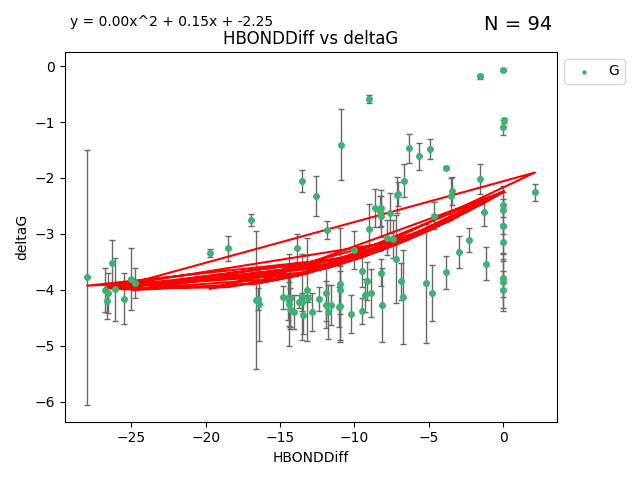 y = 0.00x^2 + 0.15x + -2.25
N = 94
HBONDDiff vs deltaG
G
deltaG
0
−1
−2
−3
−4
−5
−6
−25 −20 −15 −10 −5 0
HBONDDiff